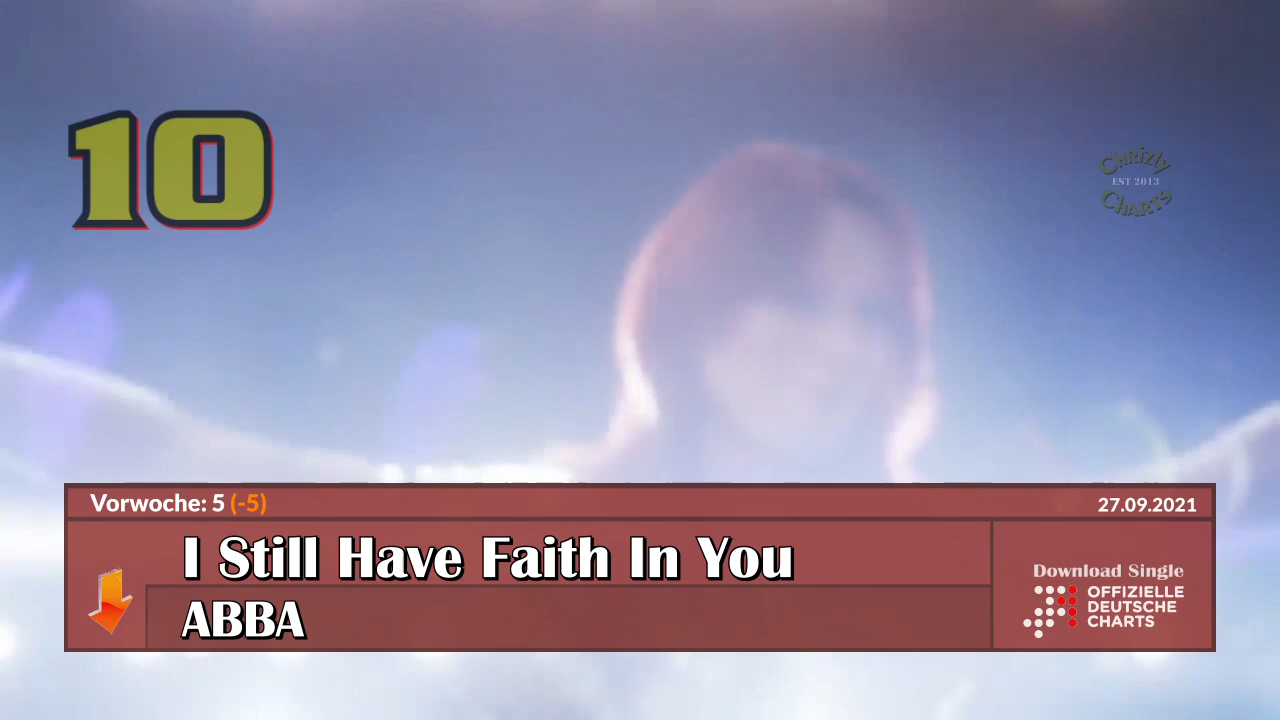 10
Chrizly
EST 2013
Charts
Vorwoche: 5 (-5)
27.09.2021
I Still Have Faith In You
ABBA
Download Single
OFFIZIELLE
DEUTSCHE
CHARTS